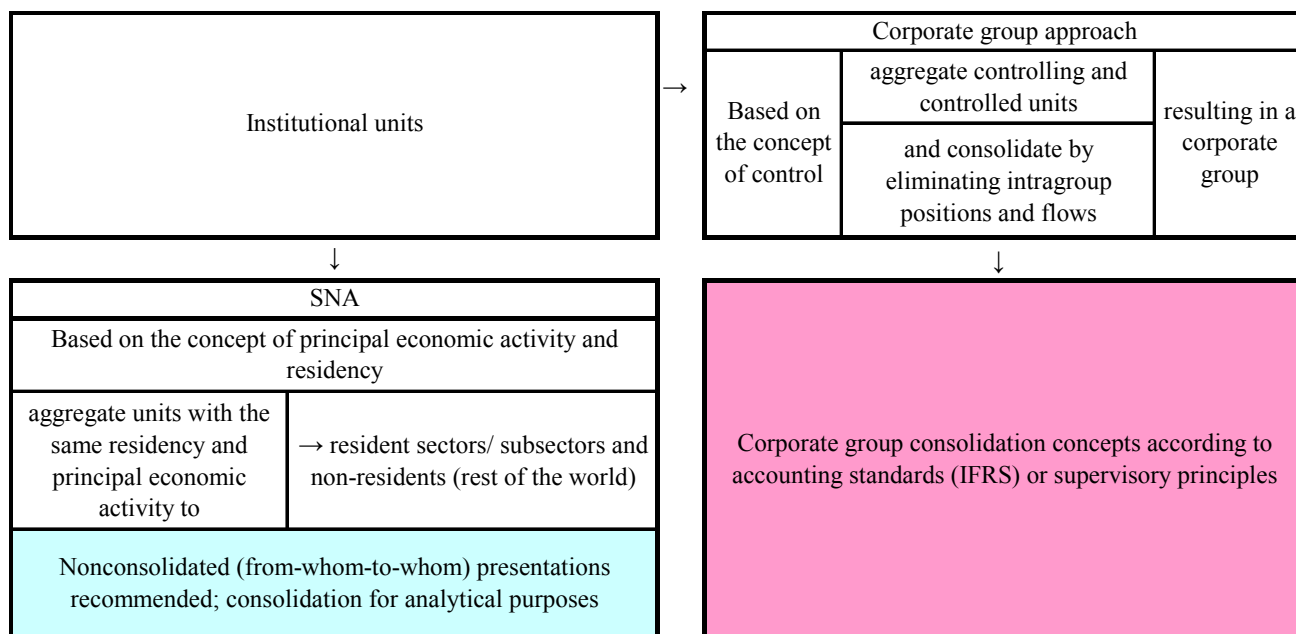 Institutional units
→
Corporate group approach
Based on
the concept
of control
aggregate controlling and
controlled units
and consolidate by
eliminating intragroup
positions and flows
resulting in a
corporate
group
↓
↓
SNA
Based on the concept of principal economic activity and
residency
aggregate units with the
same residency and
principal economic
activity to
→ resident sectors/ subsectors and
non-residents (rest of the world)
Nonconsolidated (from-whom-to-whom) presentations
recommended; consolidation for analytical purposes
Corporate group consolidation concepts according to
accounting standards (IFRS) or supervisory principles